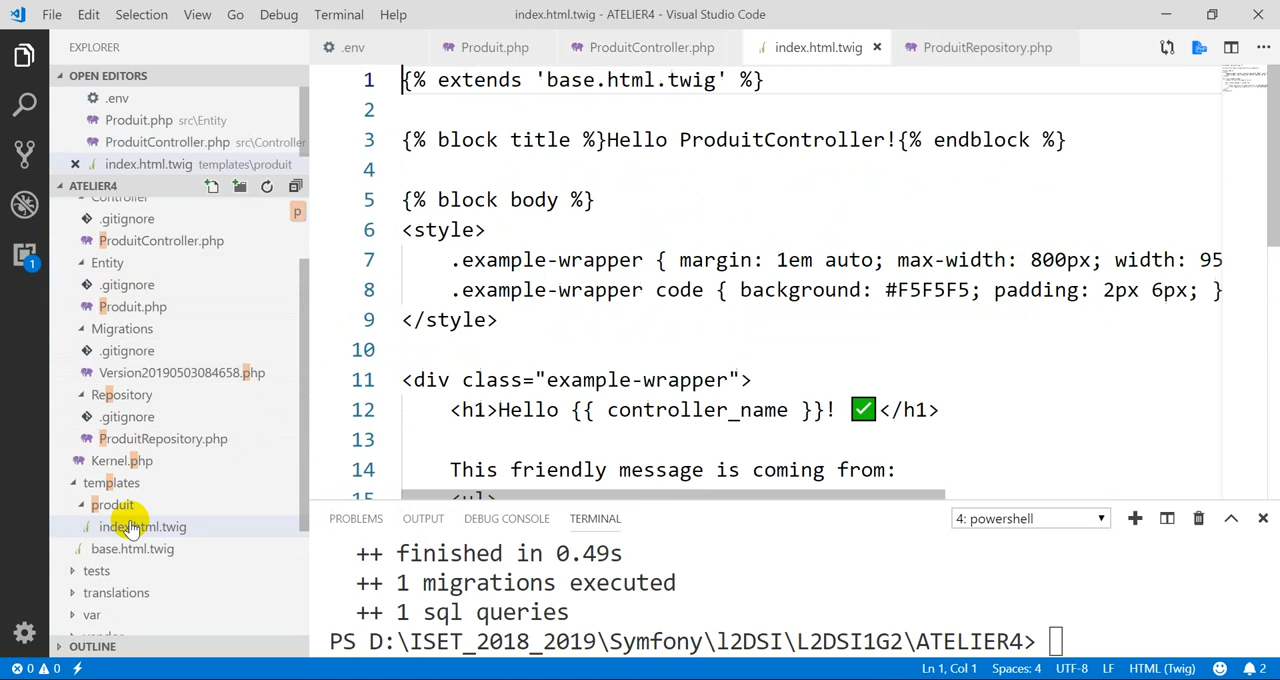 File Edit Selection View Go Debug Terminal Help index.html.twig - ATELIER4 - Visual Studio Code
EXPLORER
OPEN EDITORS
.env
Produit.php src\Entity
ProduitController.php src\Controller
index.html.twig templates\produit
ATELIER4
Controller
p
.gitignore
ProduitController.php
Entity
.gitignore
Produit.php
Migrations
.gitignore
Version20190503084658.php
Repository
.gitignore
ProduitRepository.php
Kernel.php
templates
produit
index.html.twig
base.html.twig
tests
translations
var
vendor
OUTLINE
1
.env Produit.php ProduitController.php index.html.twig ProduitRepository.php
1 {% extends 'base.html.twig' %}
2
3 {% block title %}Hello ProduitController!{% endblock %}
4
5 {% block body %}
6 <style>
7 .example-wrapper { margin: 1em auto; max-width: 800px; width: 95
8 .example-wrapper code { background: #F5F5F5; padding: 2px 6px; }
9 </style>
10
11 <div class="example-wrapper">
12 <h1>Hello {{ controller_name }}! ✅</h1>
13
14 This friendly message is coming from:
15 <ul>
PROBLEMS OUTPUT DEBUG CONSOLE TERMINAL 4: powershell
++ finished in 0.49s
++ 1 migrations executed
++ 1 sql queries
PS D:\ISET_2018_2019\Symfony\l2DSI\L2DSI1G2\ATELIER4>
0 0 Ln 1, Col 1 Spaces: 4 UTF-8 LF HTML (Twig) 2